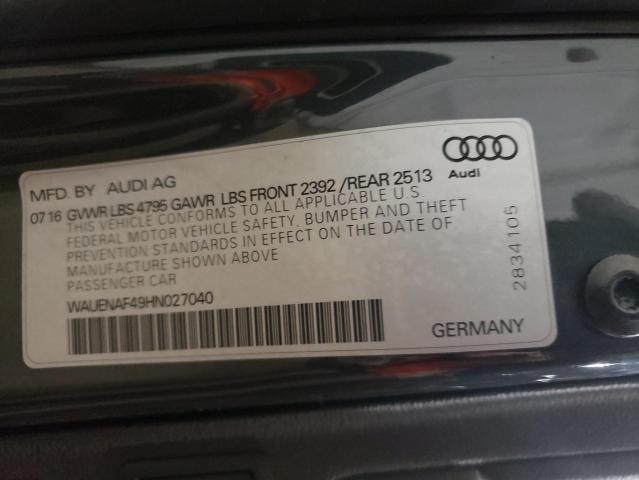 MFD. BY AUDI AG
Audi
07 16 GVWR LBS 4795 GAWR LBS FRONT 2392 /REAR 2513
THIS VEHICLE CONFORMS TO ALL APPLICABLE U.S.
FEDERAL MOTOR VEHICLE SAFETY, BUMPER AND THEFT
PREVENTION STANDARDS IN EFFECT ON THE DATE OF
MANUFACTURE SHOWN ABOVE
PASSENGER CAR
WAUENAF49HN027040
2834105
GERMANY